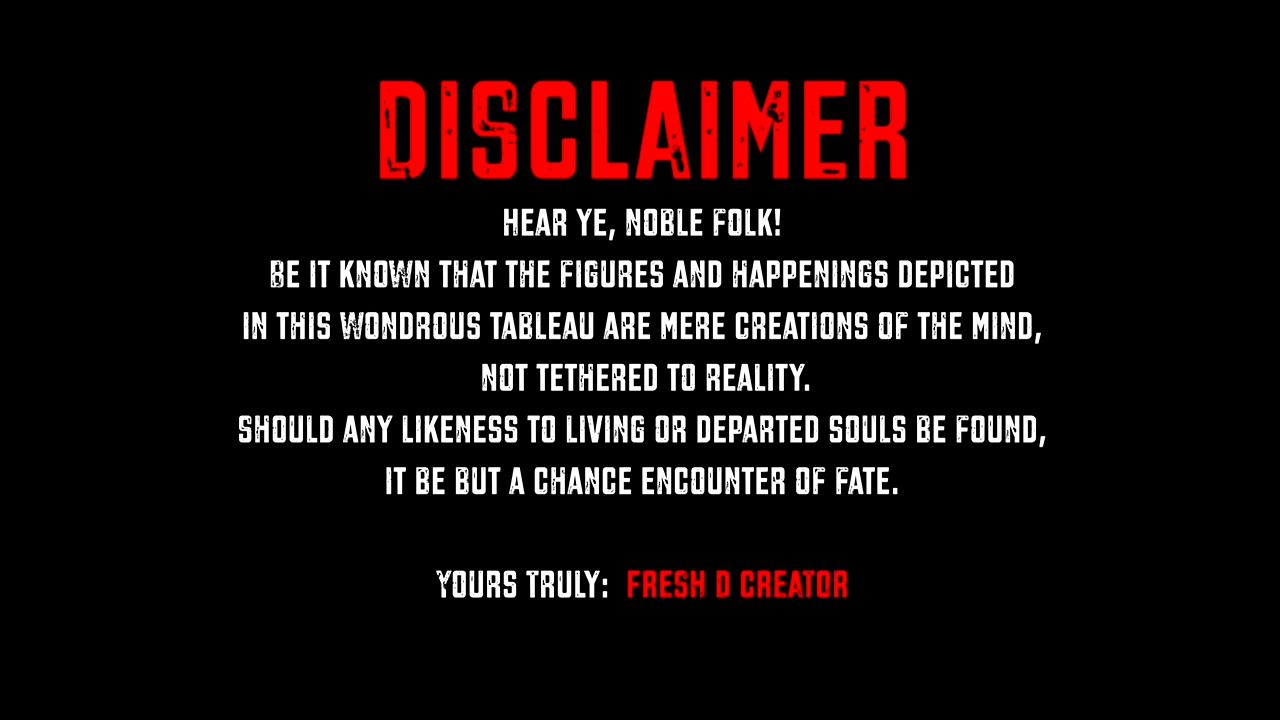 DISCLAIMER
HEAR YE, NOBLE FOLK!
BE IT KNOWN THAT THE FIGURES AND HAPPENINGS DEPICTED
IN THIS WONDROUS TABLEAU ARE MERE CREATIONS OF THE MIND,
NOT TETHERED TO REALITY.
SHOULD ANY LIKENESS TO LIVING OR DEPARTED SOULS BE FOUND,
IT BE BUT A CHANCE ENCOUNTER OF FATE.
YOURS TRULY: FRESH D CREATOR